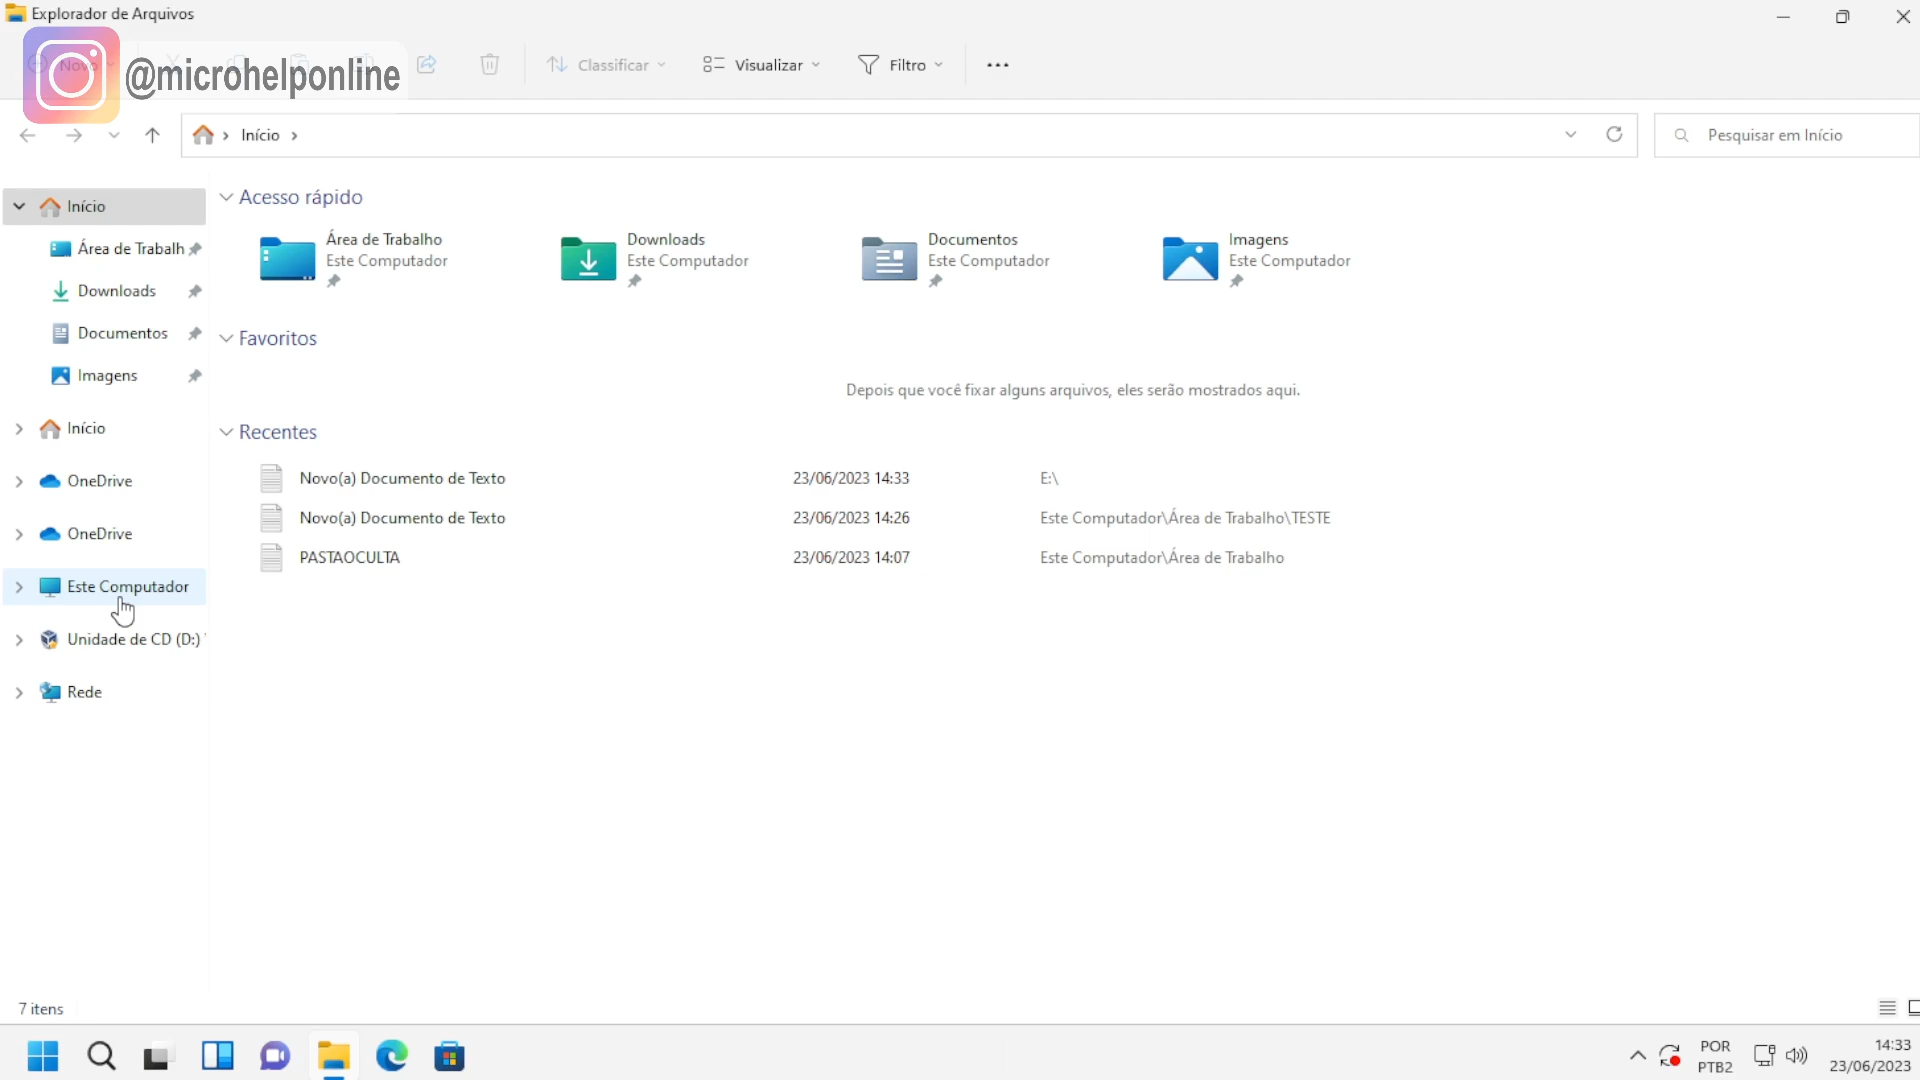 Explorador de Arquivos
Novo
@microhelponline
Classificar
Visualizar
Filtro
Início
Pesquisar em Início
Início
Área de Trabalh
Downloads
Documentos
Imagens
Início
OneDrive
OneDrive
Este Computador
Unidade de CD (D:)
Rede
Acesso rápido
Área de Trabalho
Este Computador
Downloads
Este Computador
Documentos
Este Computador
Imagens
Este Computador
Favoritos
Depois que você fixar alguns arquivos, eles serão mostrados aqui.
Recentes
Novo(a) Documento de Texto 23/06/2023 14:33 E:\
Novo(a) Documento de Texto 23/06/2023 14:26 Este Computador\Área de Trabalho\TESTE
PASTAOCULTA 23/06/2023 14:07 Este Computador\Área de Trabalho
7 itens
POR
PTB2
14:33
23/06/2023